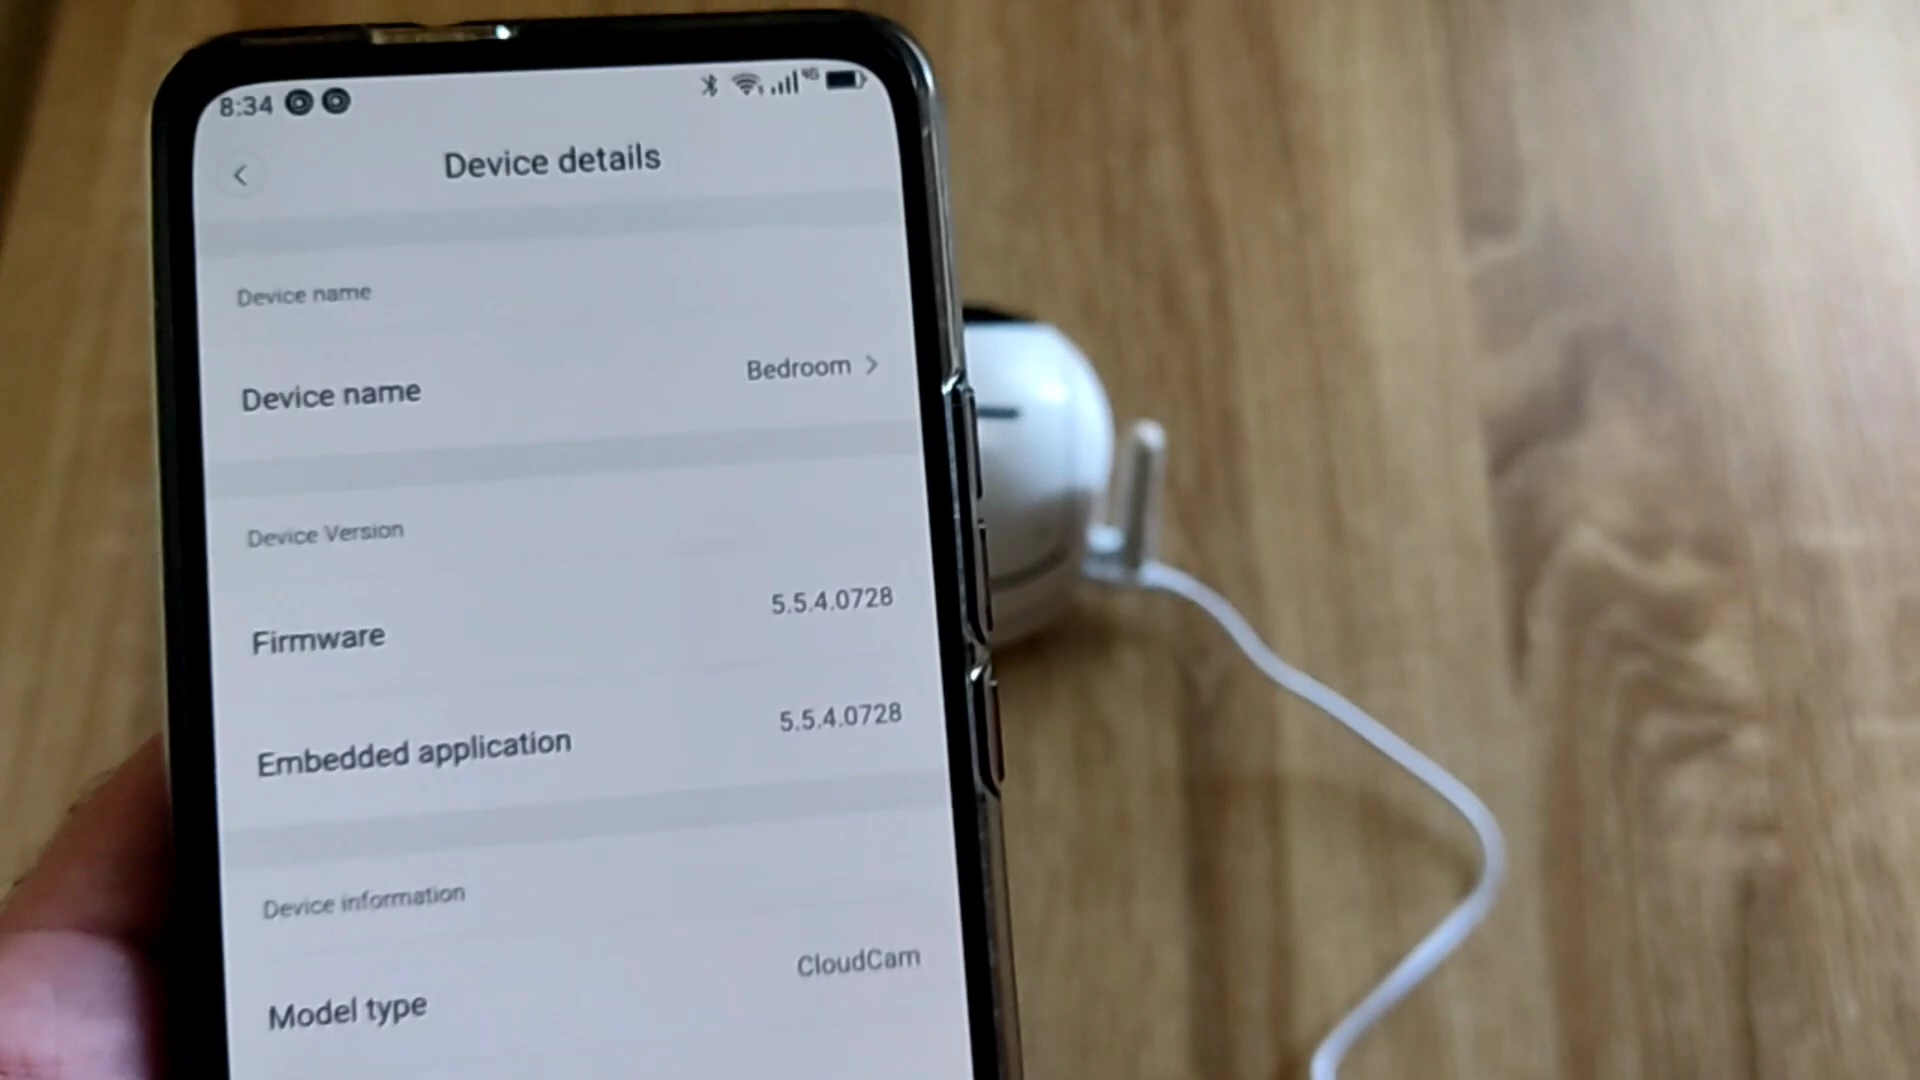 8:34 4G
Device details
Device name
Device name Bedroom
Device Version
Firmware 5.5.4.0728
Embedded application 5.5.4.0728
Device information
Model type CloudCam